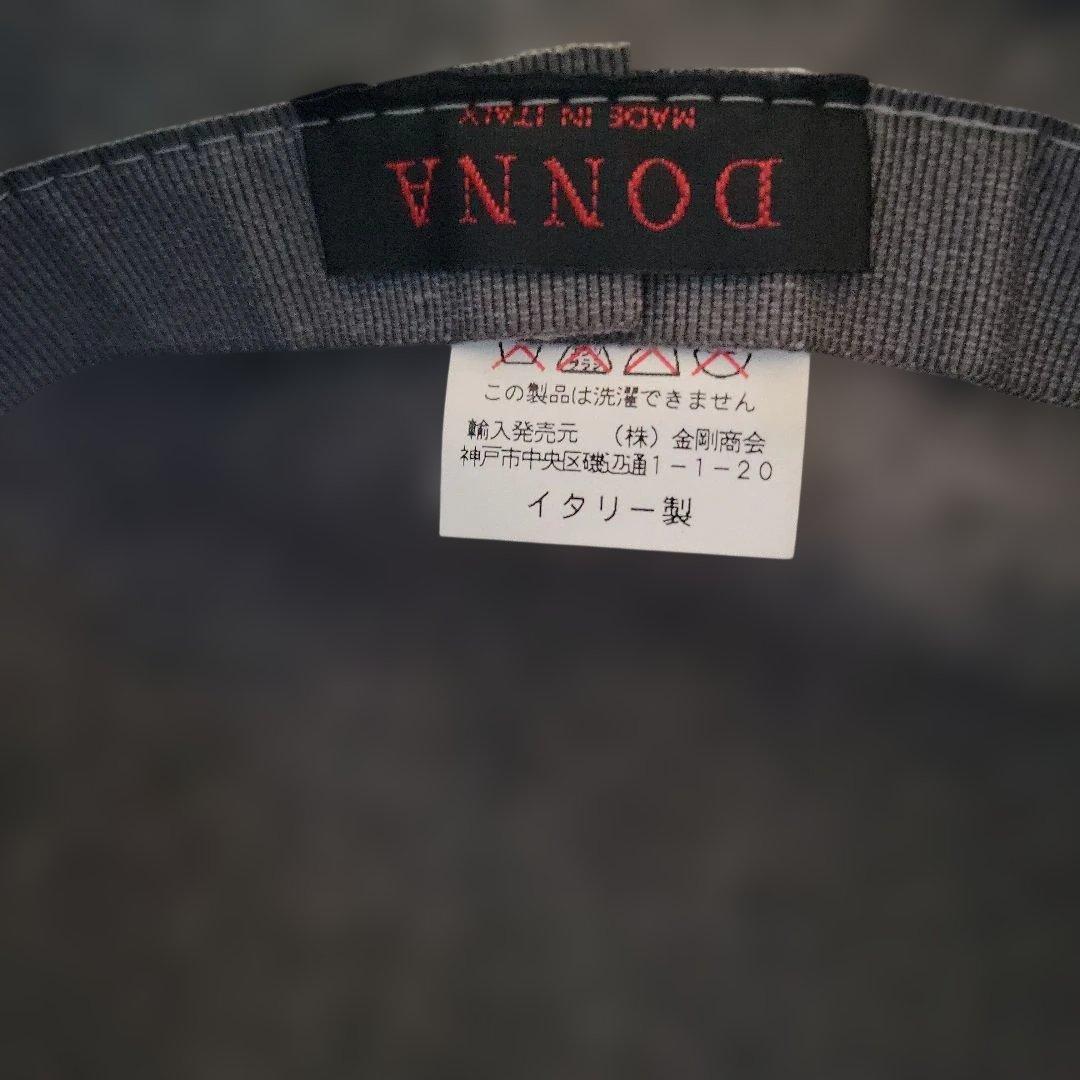 DONNA
MADE IN ITALY
この製品は洗濯できません
輸入発売元 （株）金剛商会
神戸市中央区磯辺通1－1－20
イタリー製